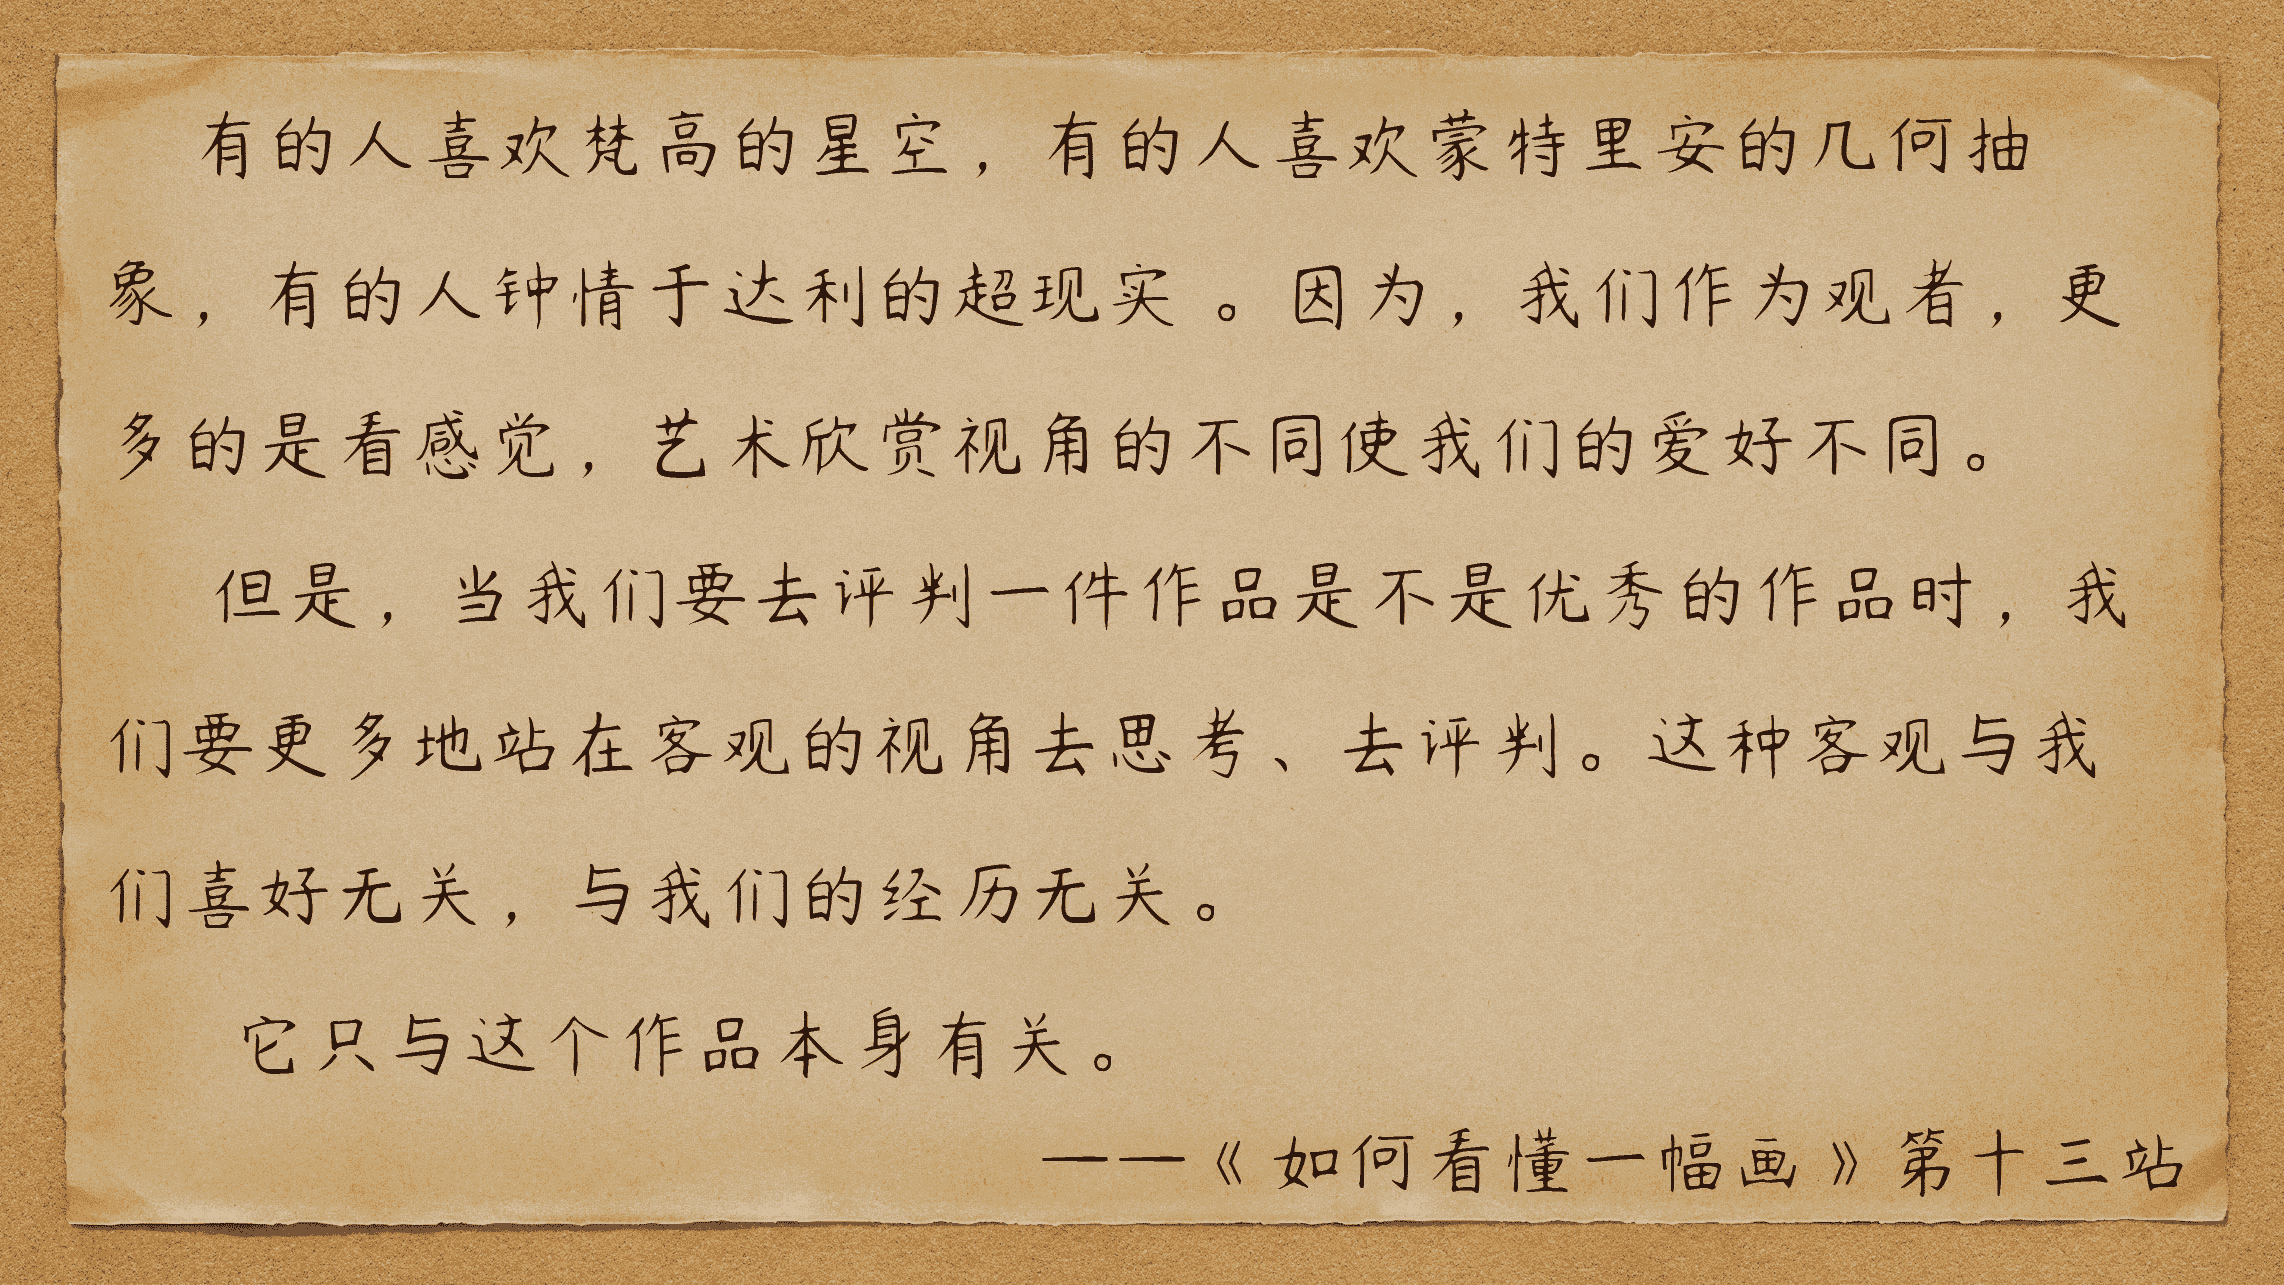 有的人喜欢梵高的星空，有的人喜欢蒙特里安的几何抽
象，有的人钟情于达利的超现实。因为，我们作为观者，更
多的是看感觉，艺术欣赏视角的不同使我们的爱好不同。
但是，当我们要去评判一件作品是不是优秀的作品时，我
们要更多地站在客观的视角去思考、去评判。这种客观与我
们喜好无关，与我们的经历无关。
它只与这个作品本身有关。
——《如何看懂一幅画》第十三站